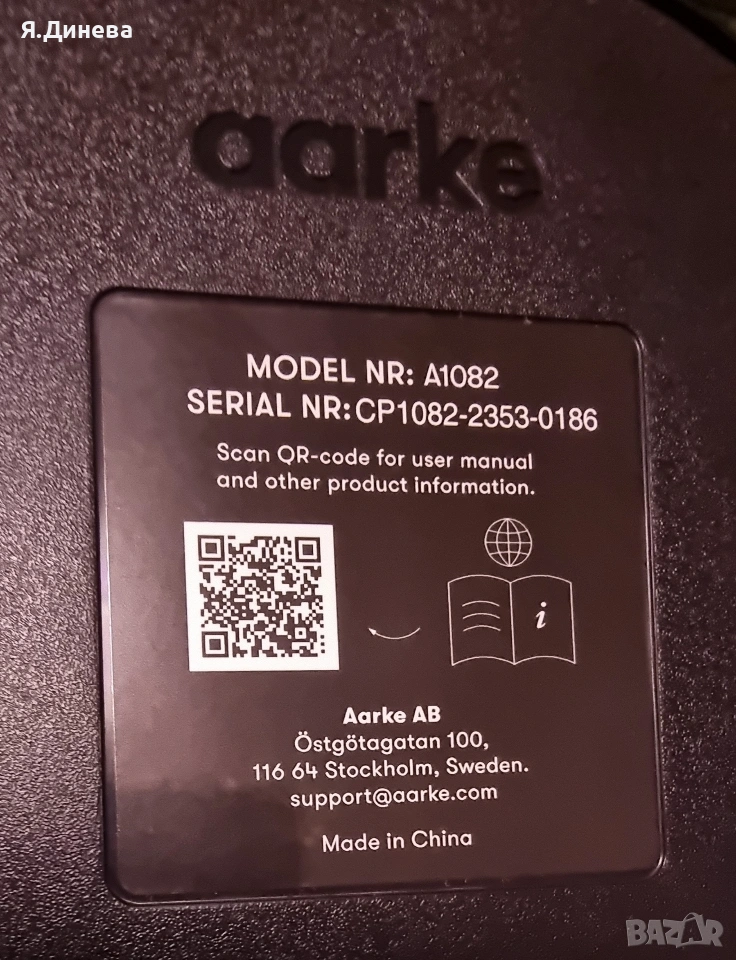 Я.Динева
aarke
MODEL NR: A1082
SERIAL NR:CP1082-2353-0186
Scan QR-code for user manual
and other product information.
i
Aarke AB
Östgötagatan 100,
116 64 Stockholm, Sweden.
support@aarke.com
Made in China
BAZAR